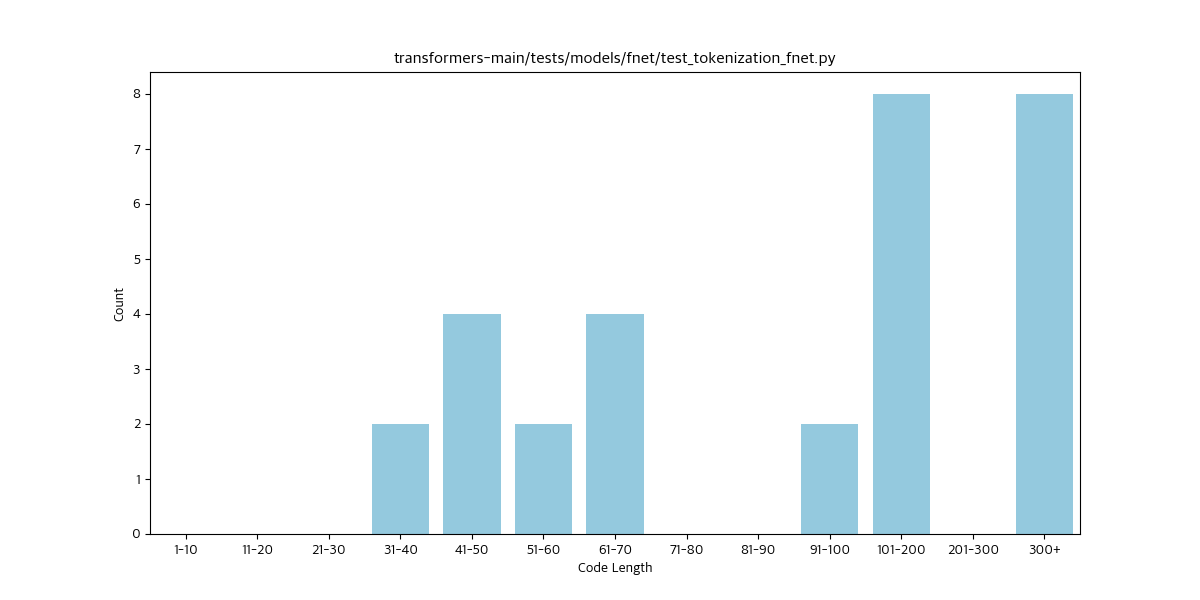 transformers-main/tests/models/fnet/test_tokenization_fnet.py
8
7
6
5
4
3
2
1
0
Count
1-10 11-20 21-30 31-40 41-50 51-60 61-70 71-80 81-90 91-100 101-200 201-300 300+
Code Length